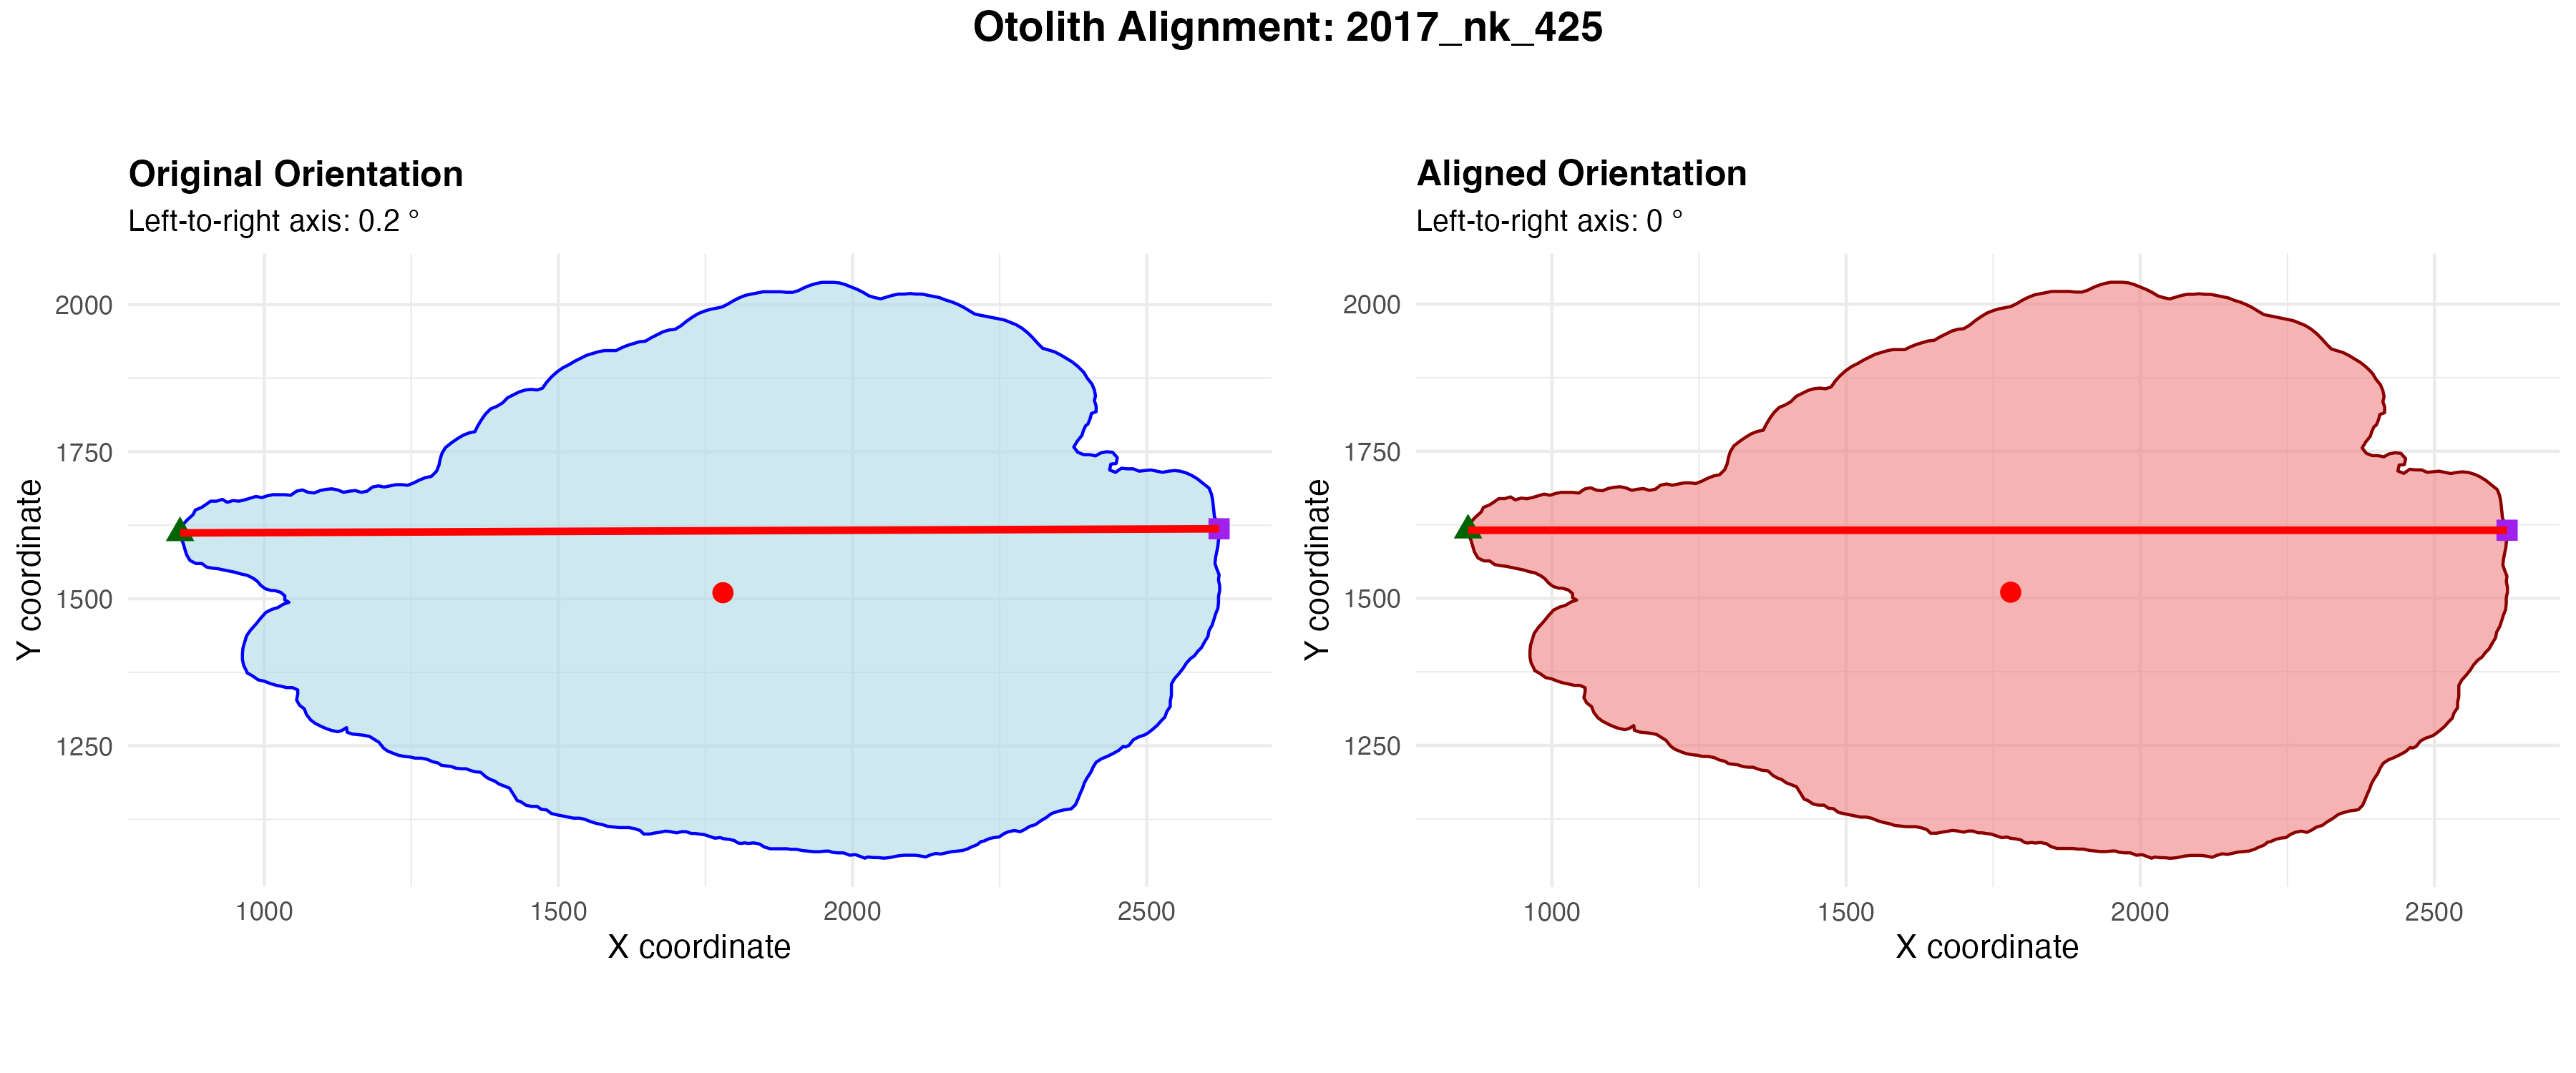 Otolith Alignment: 2017_nk_425
Original Orientation
Left-to-right axis: 0.2 °
2000
1750
1500
1250
Y coordinate
1000
1500
2000
2500
X coordinate
Aligned Orientation
Left-to-right axis: 0 °
2000
1750
1500
1250
Y coordinate
1000
1500
2000
2500
X coordinate